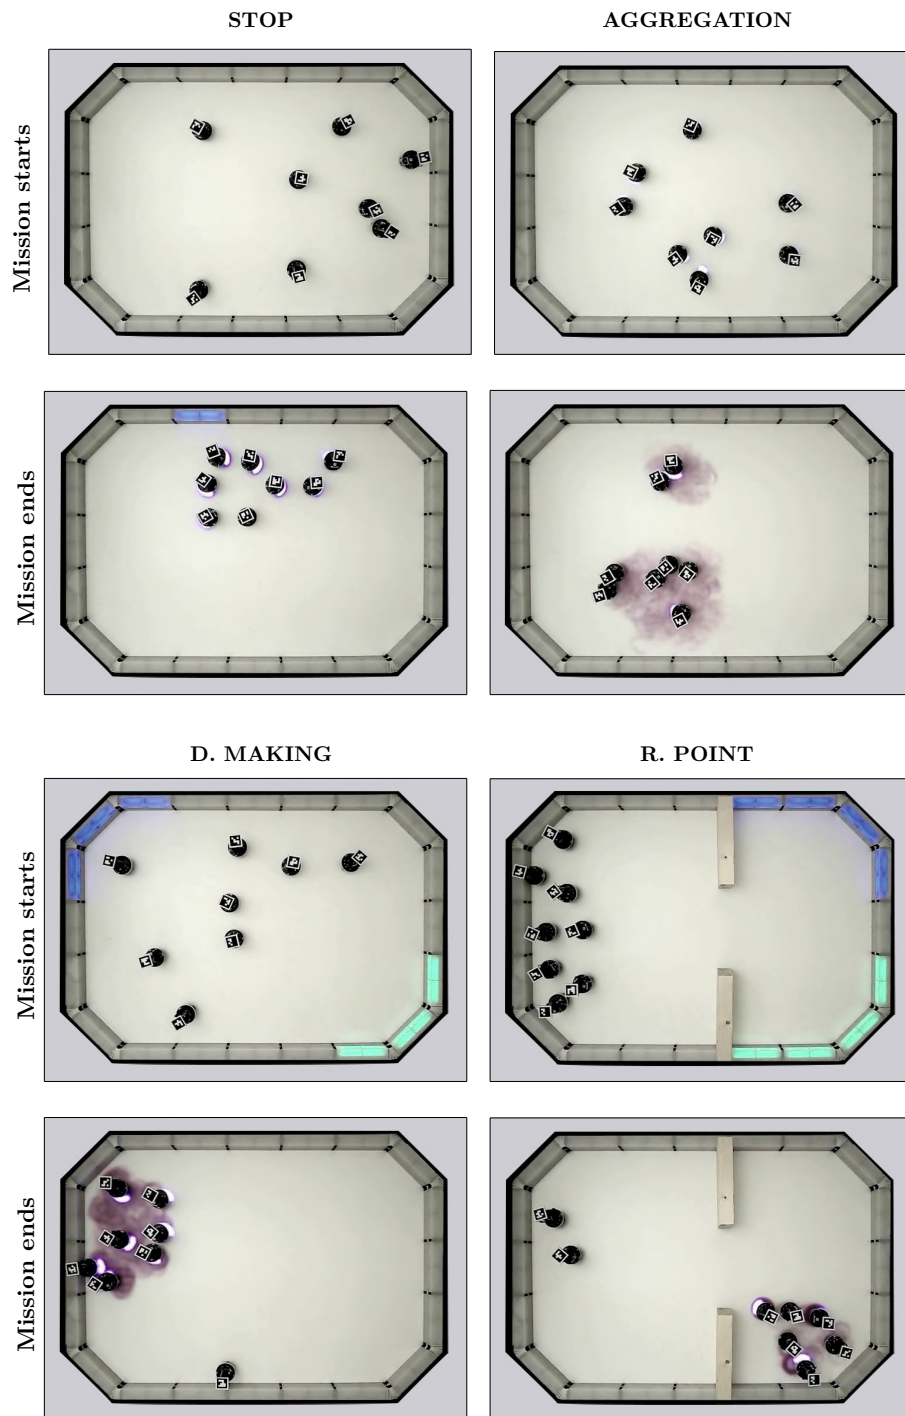 STOP
AGGREGATION
Mission starts
Mission ends
D. MAKING
R. POINT
Mission starts
Mission ends